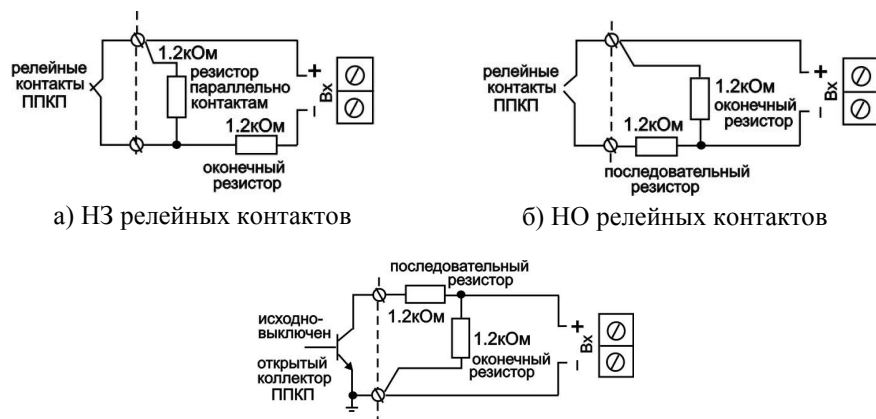 1.2кОм
релейные
контакты
ППКП
резистор
параллельно
контактам
1.2кОм
оконечный
резистор
+
–
Вх
а) НЗ релейных контактов
релейные
контакты
ППКП
1.2кОм
оконечный
резистор
1.2кОм
последовательный
резистор
+
–
Вх
б) НО релейных контактов
последовательный
резистор
1.2кОм
исходно-
выключен
открытый
коллектор
ППКП
1.2кОм
оконечный
резистор
+
–
Вх